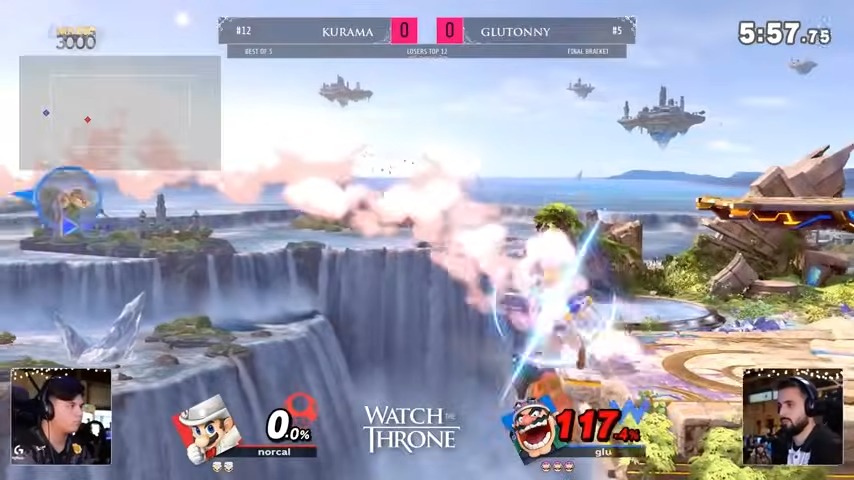 3000
#12 KURAMA 0 0 GLUTONNY #5
BEST OF 5 LOSERS TOP 12 FINAL BRACKET
5:57.75
WATCH THE THRONE
0.0%
norcal
117.4%
glu